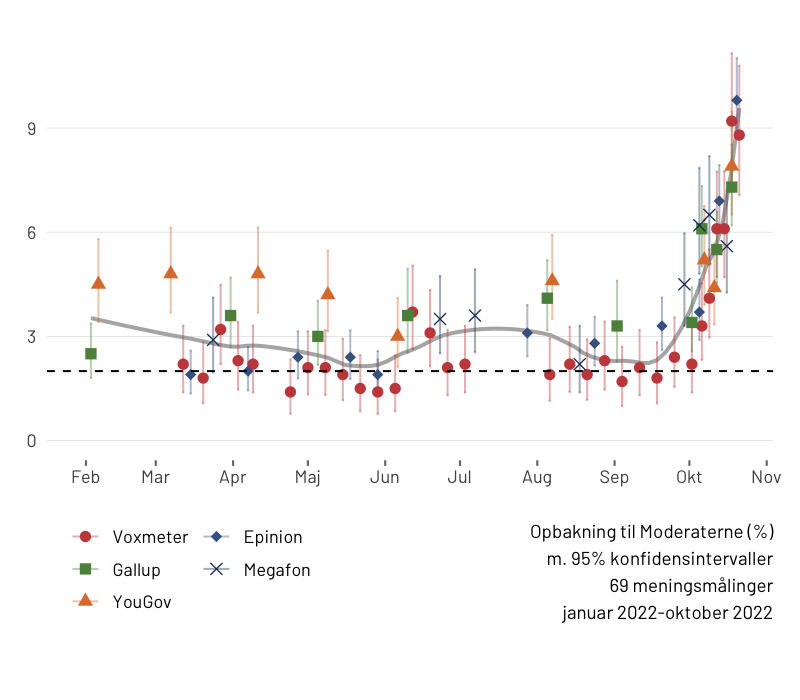 9
6
3
0
Feb Mar Apr Maj Jun Jul Aug Sep Okt Nov
Voxmeter Epinion
Gallup Megafon
YouGov
Opbakning til Moderaterne (%)
m. 95% konfidensintervaller
69 meningsmålinger
januar 2022-oktober 2022